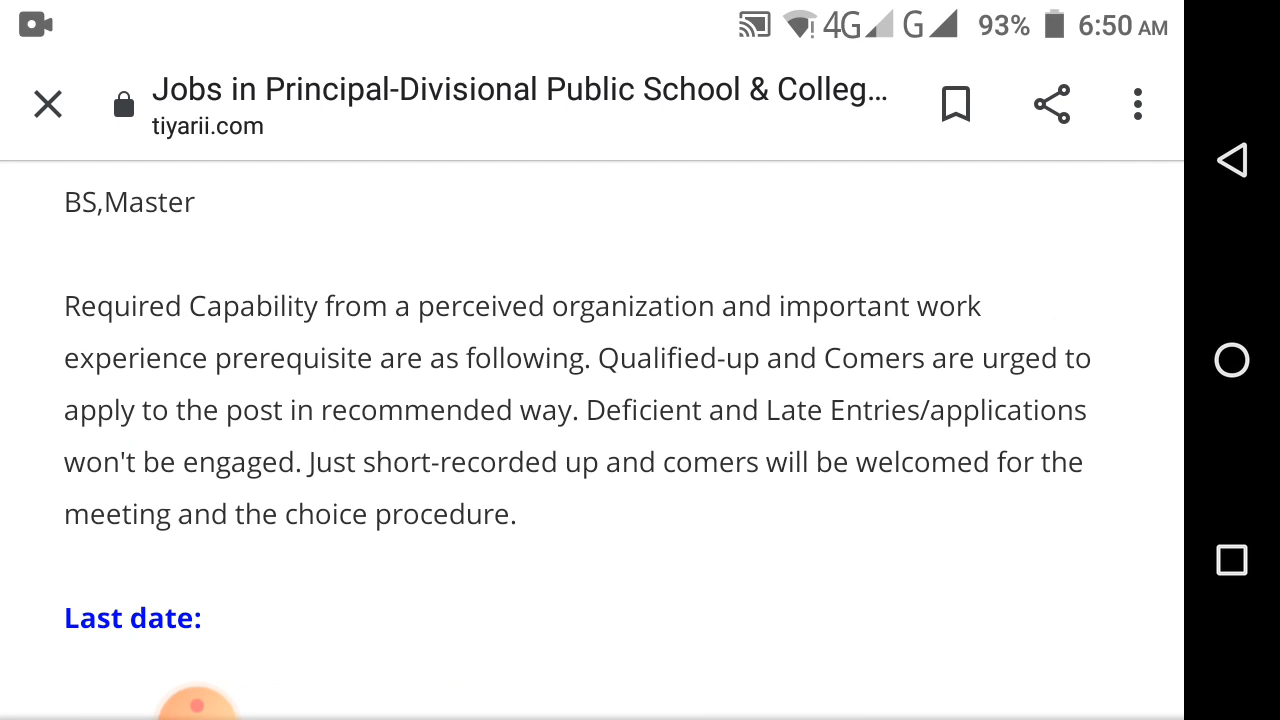 4G G 93% 6:50 AM
Jobs in Principal-Divisional Public School & Colleg...
tiyarii.com
BS,Master
Required Capability from a perceived organization and important work
experience prerequisite are as following. Qualified-up and Comers are urged to
apply to the post in recommended way. Deficient and Late Entries/applications
won't be engaged. Just short-recorded up and comers will be welcomed for the
meeting and the choice procedure.
Last date: